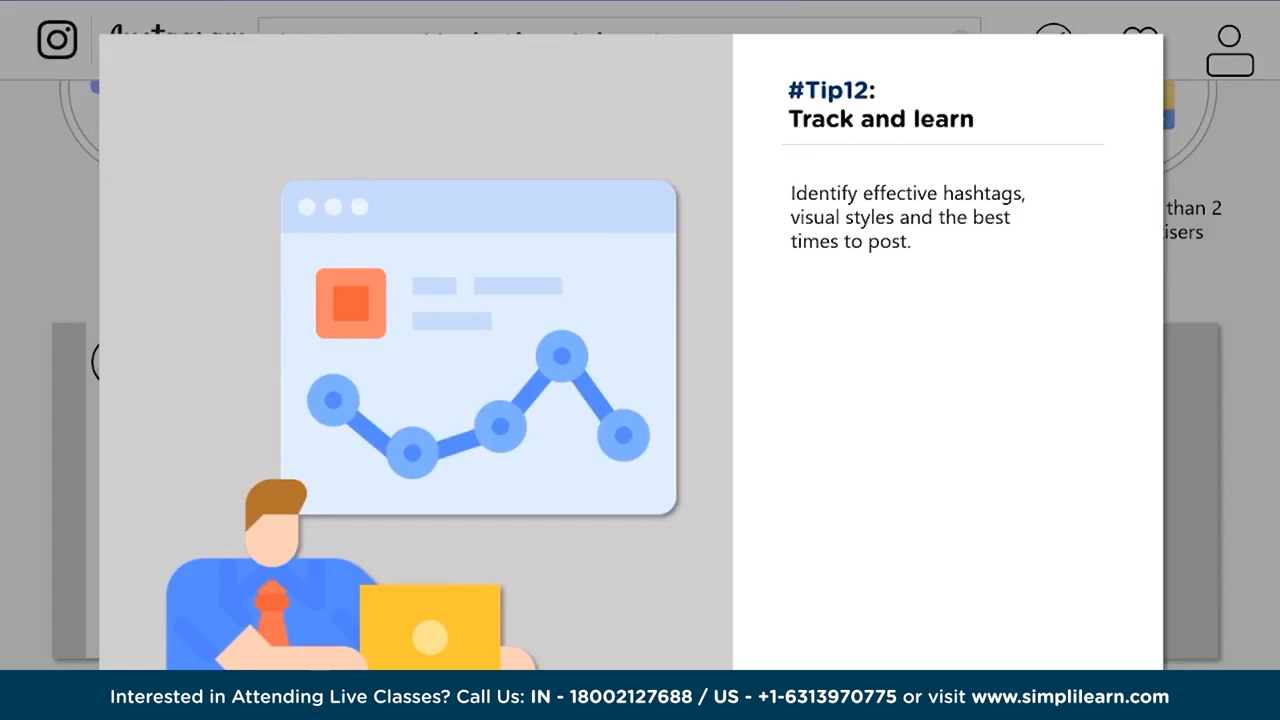 #Tip12:
Track and learn
Identify effective hashtags,
visual styles and the best
times to post.
than 2
Interested in Attending Live Classes? Call Us: IN - 18002127688 / US - +1-6313970775 or visit www.simplilearn.com